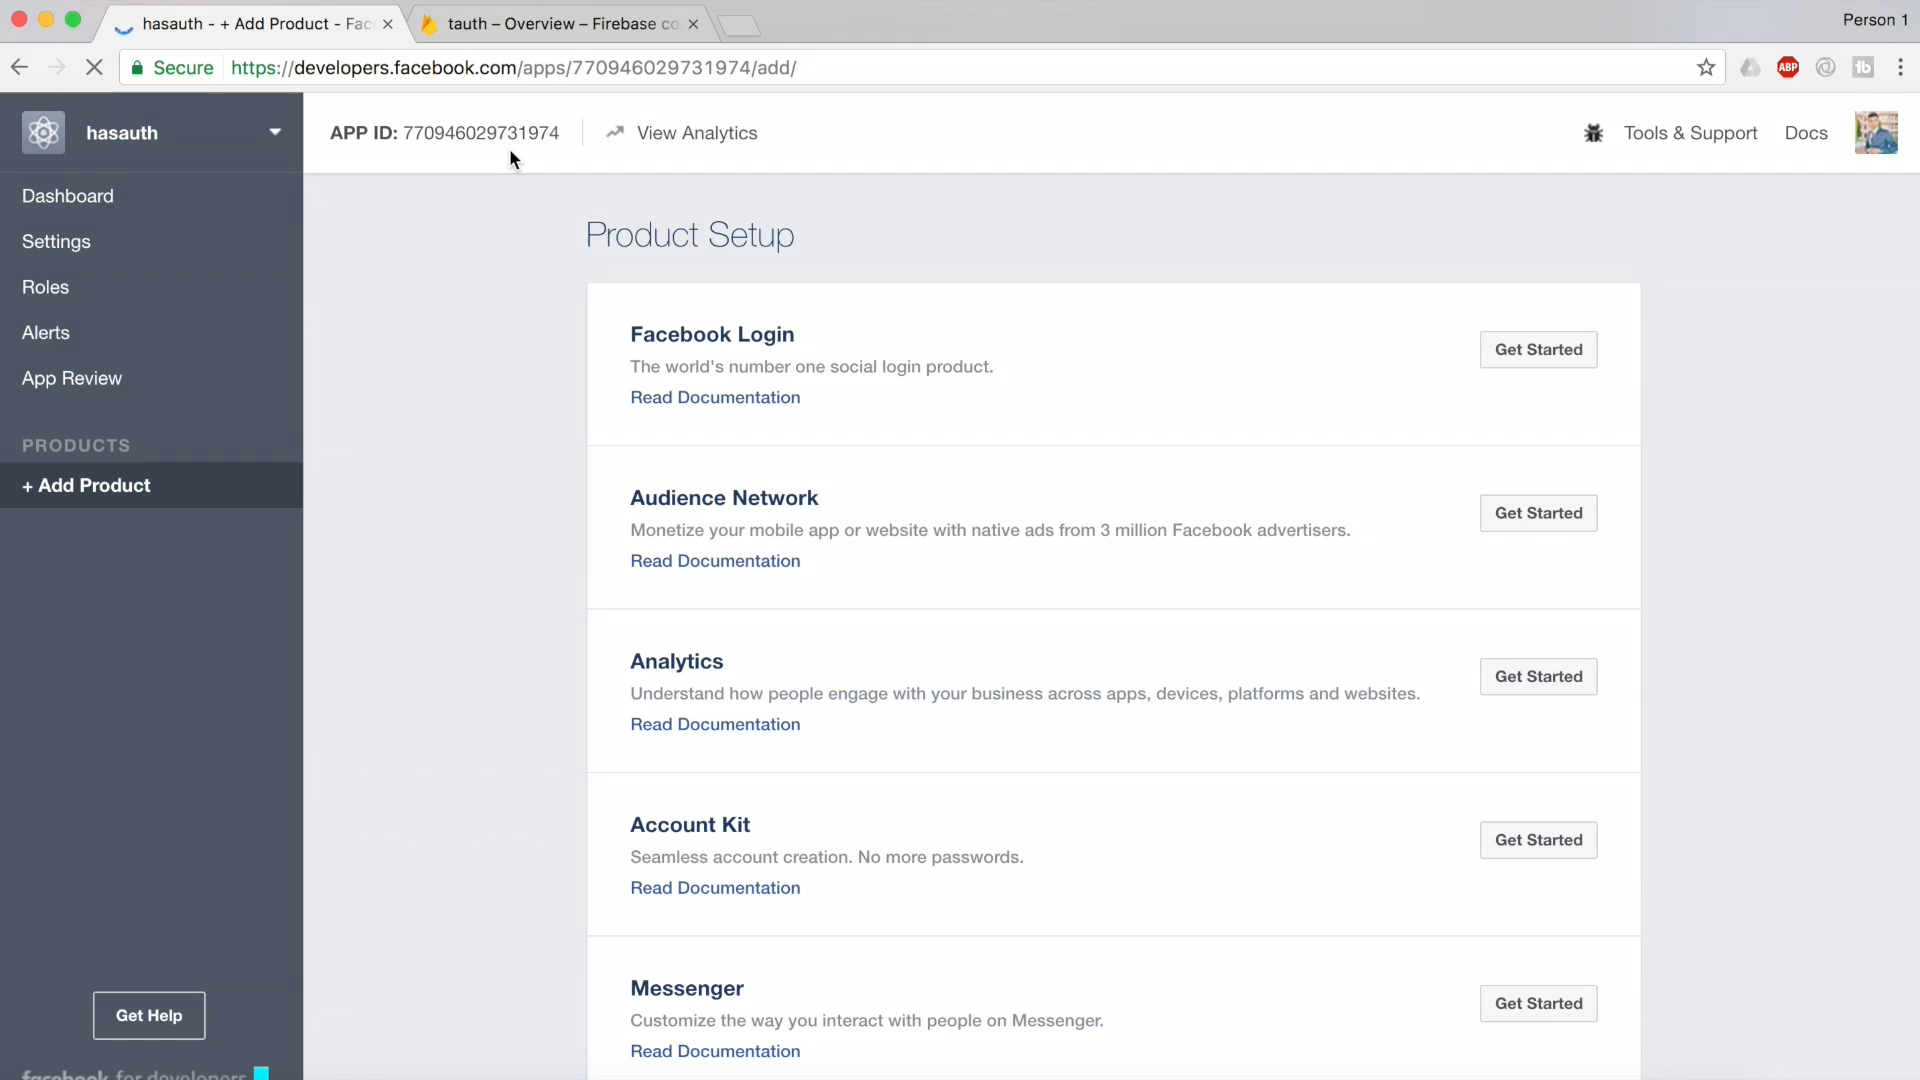 hasauth - + Add Product - Fac
tauth – Overview – Firebase co
Person 1
Secure
https://developers.facebook.com/apps/770946029731974/add/
ABP
hasauth
APP ID: 770946029731974
View Analytics
Tools & Support
Docs
Dashboard
Settings
Roles
Alerts
App Review
PRODUCTS
+ Add Product
Get Help
facebook for developers
Product Setup
Facebook Login
The world's number one social login product.
Read Documentation
Get Started
Audience Network
Monetize your mobile app or website with native ads from 3 million Facebook advertisers.
Read Documentation
Get Started
Analytics
Understand how people engage with your business across apps, devices, platforms and websites.
Read Documentation
Get Started
Account Kit
Seamless account creation. No more passwords.
Read Documentation
Get Started
Messenger
Customize the way you interact with people on Messenger.
Read Documentation
Get Started